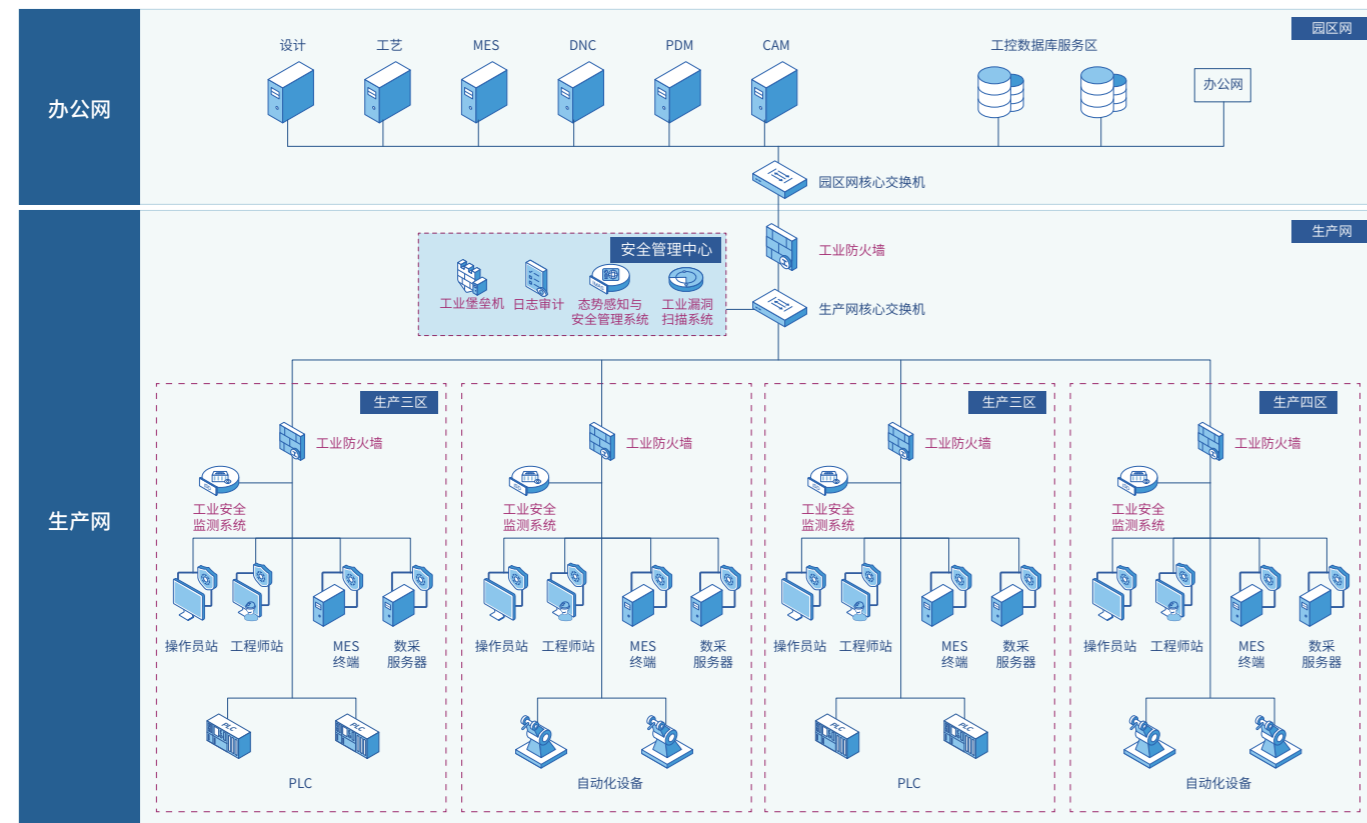 办公网
园区网
设计
工艺
MES
DNC
PDM
CAM
工控数据库服务区
办公网
园区网核心交换机
生产网
生产网
工业防火墙
安全管理中心
工业堡垒机
日志审计
态势感知与
安全管理系统
工业漏洞
扫描系统
生产网核心交换机
生产三区
工业防火墙
工业安全
监测系统
操作员站
工程师站
MES
终端
数采
服务器
PLC
PLC
PLC
工业防火墙
工业安全
监测系统
操作员站
工程师站
MES
终端
数采
服务器
自动化设备
生产三区
工业防火墙
工业安全
监测系统
操作员站
工程师站
MES
终端
数采
服务器
PLC
PLC
PLC
生产四区
工业防火墙
工业安全
监测系统
操作员站
工程师站
MES
终端
数采
服务器
自动化设备